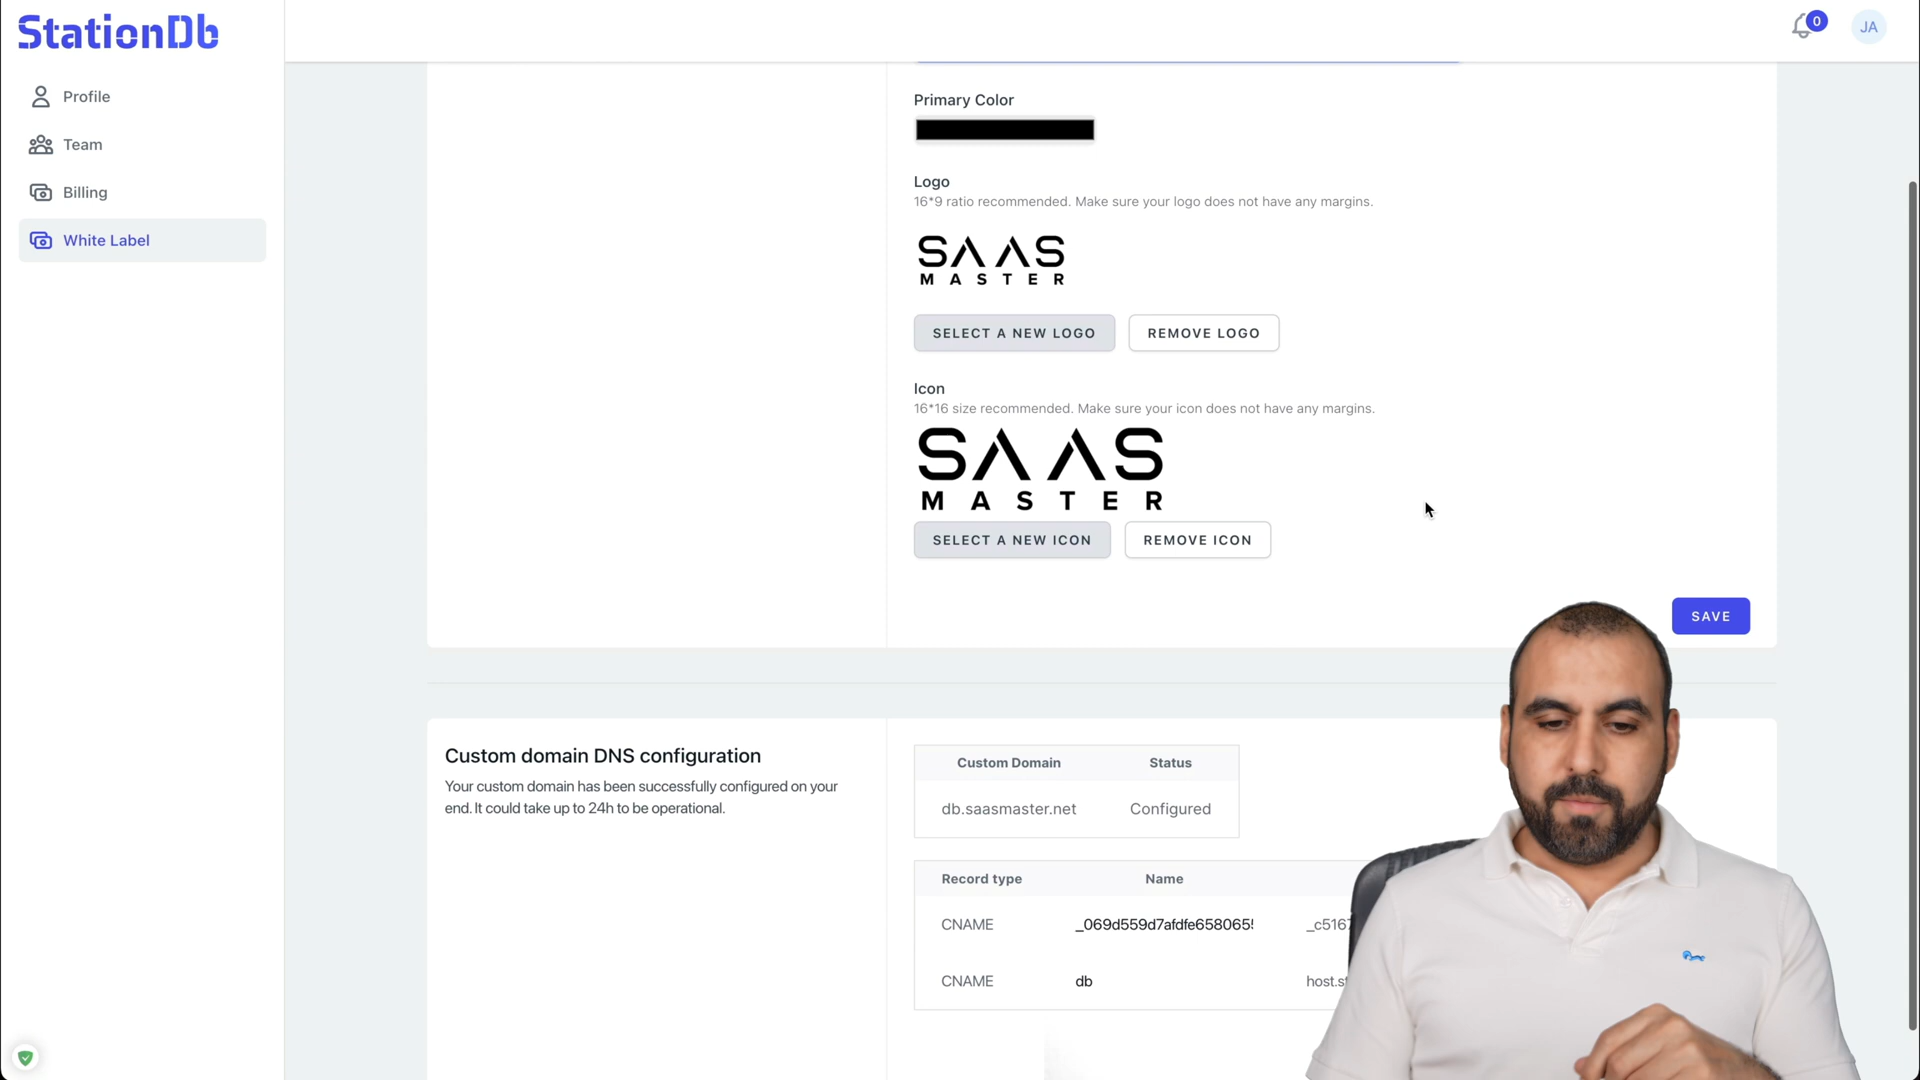 StationDb
0
JA
Profile
Team
Billing
White Label
Primary Color
Logo
16*9 ratio recommended. Make sure your logo does not have any margins.
SAAS
MASTER
SELECT A NEW LOGO
REMOVE LOGO
Icon
16*16 size recommended. Make sure your icon does not have any margins.
SAAS
MASTER
SELECT A NEW ICON
REMOVE ICON
SAVE
Custom domain DNS configuration
Your custom domain has been successfully configured on your
end. It could take up to 24h to be operational.
Custom Domain Status
db.saasmaster.net Configured
Record type Name
CNAME _069d559d7afdfe658065 _c5167
CNAME db host.s